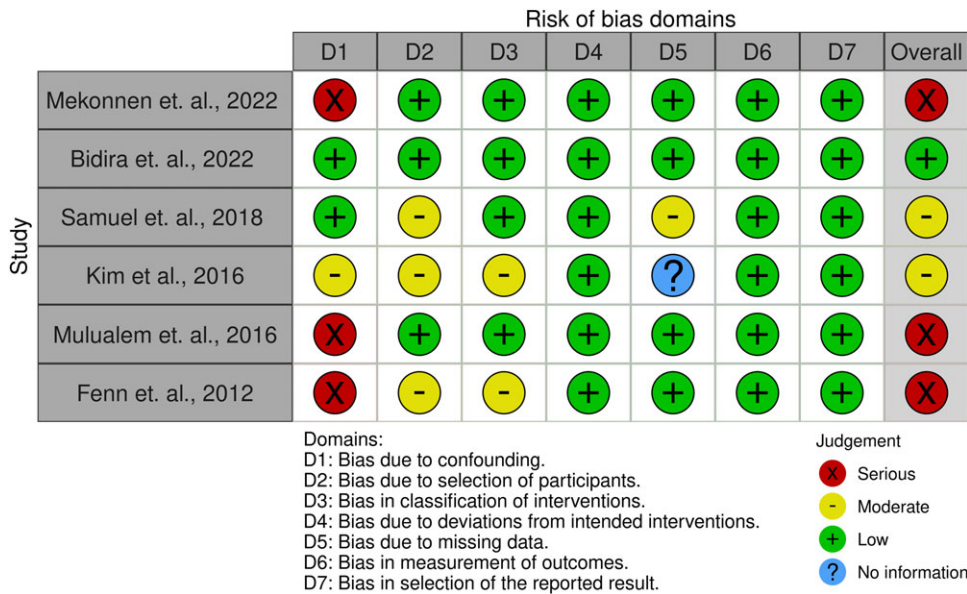 Risk of bias domains
D1 D2 D3 D4 D5 D6 D7 Overall
Study
Mekonnen et. al., 2022 X + + + + + + X
Bidira et. al., 2022 + + + + + + + +
Samuel et. al., 2018 + - + + - + + -
Kim et al., 2016 - - - + ? + + -
Mulualem et. al., 2016 X + + + + + + X
Fenn et. al., 2012 X - - + + + + X
Domains:
D1: Bias due to confounding.
D2: Bias due to selection of participants.
D3: Bias in classification of interventions.
D4: Bias due to deviations from intended interventions.
D5: Bias due to missing data.
D6: Bias in measurement of outcomes.
D7: Bias in selection of the reported result.
Judgement
X Serious
- Moderate
+ Low
? No information